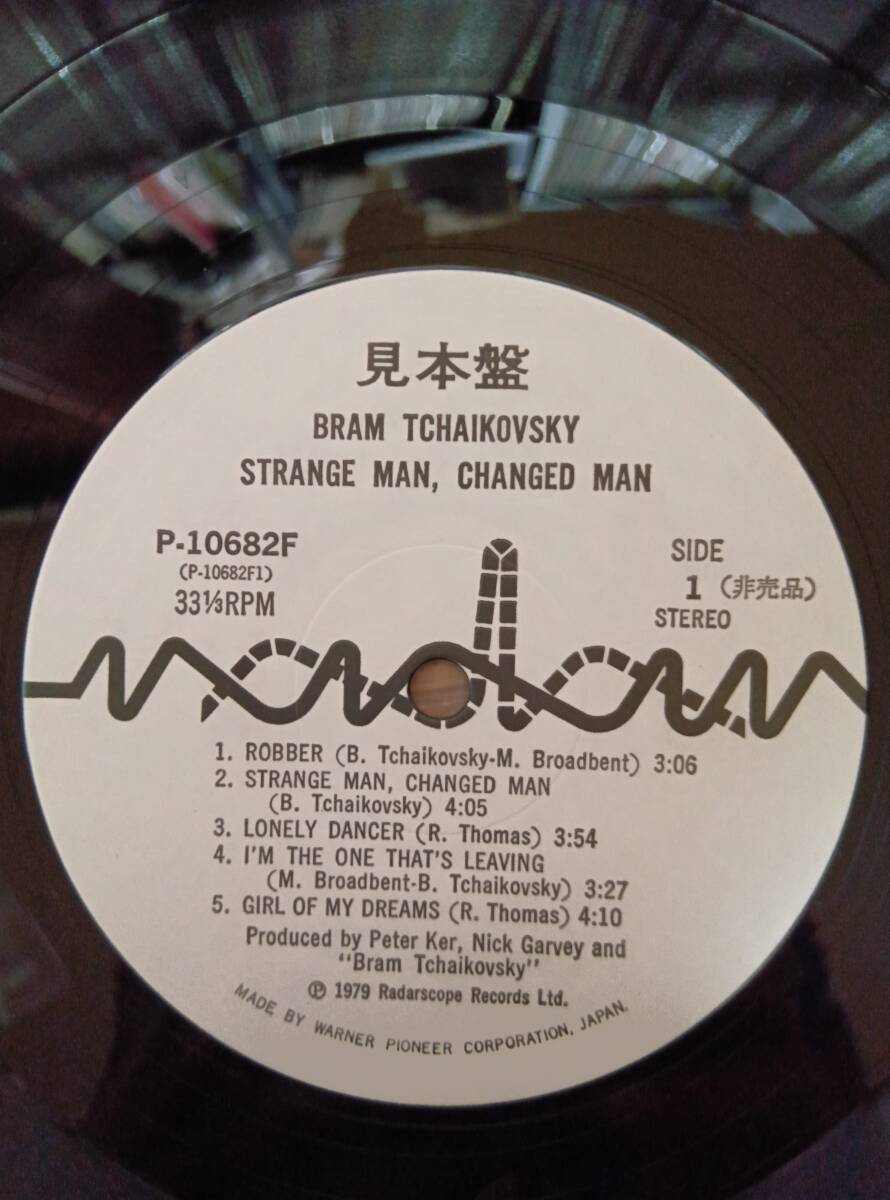 見本盤
BRAM TCHAIKOVSKY
STRANGE MAN, CHANGED MAN
P-10682F
(P-10682F1)
33⅓RPM
SIDE
1 (非売品)
STEREO
1. ROBBER (B. Tchaikovsky-M. Broadbent) 3:06
2. STRANGE MAN, CHANGED MAN
(B. Tchaikovsky) 4:05
3. LONELY DANCER (R. Thomas) 3:54
4. I'M THE ONE THAT'S LEAVING
(M. Broadbent-B. Tchaikovsky) 3:27
5. GIRL OF MY DREAMS (R. Thomas) 4:10
Produced by Peter Ker, Nick Garvey and
"Bram Tchaikovsky"
℗ 1979 Radarscope Records Ltd.
MADE BY WARNER PIONEER CORPORATION, JAPAN.